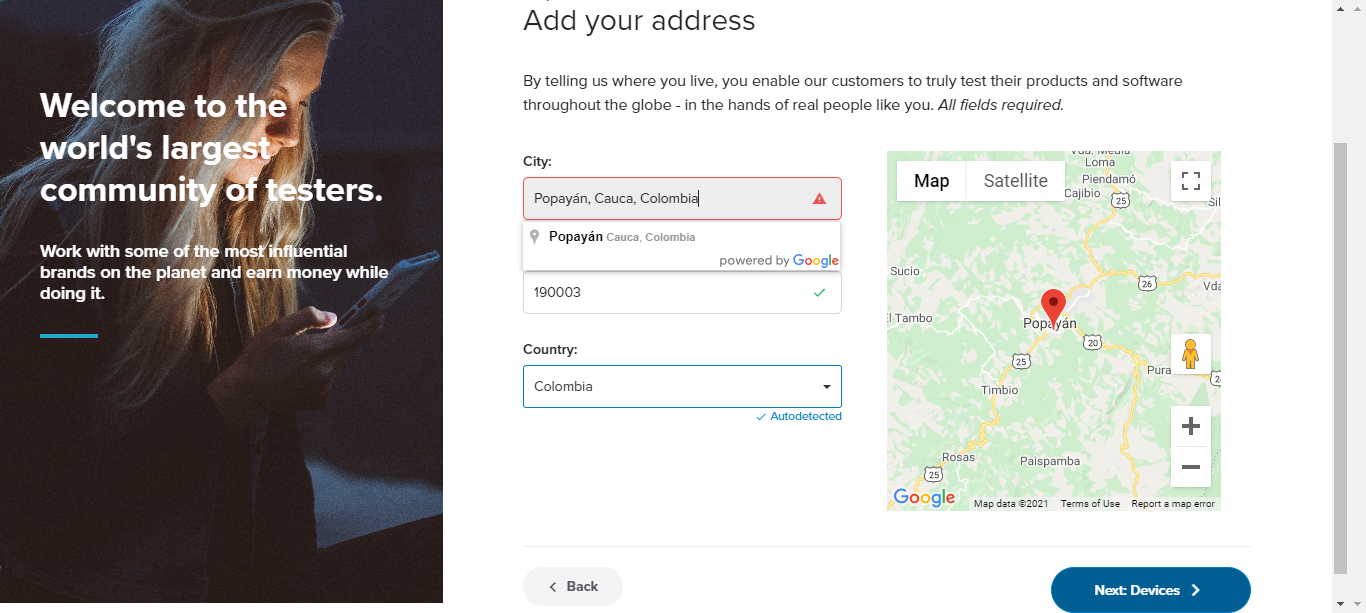 Welcome to the
world's largest
community of testers.
Work with some of the most influential
brands on the planet and earn money while
doing it.
Add your address
By telling us where you live, you enable our customers to truly test their products and software
throughout the globe - in the hands of real people like you. All fields required.
City:
Popayán, Cauca, Colombia
Popayán Cauca, Colombia
powered by Google
190003
Country:
Colombia
Autodetected
Map
Satellite
Loma
Piendamó
Cajibio
25
Sucio
26
El Tambo
Popayán
20
25
Pura
Timbio
Rosas
Paispamba
25
Google
Map data ©2021
Terms of Use
Report a map error
Back
Next: Devices